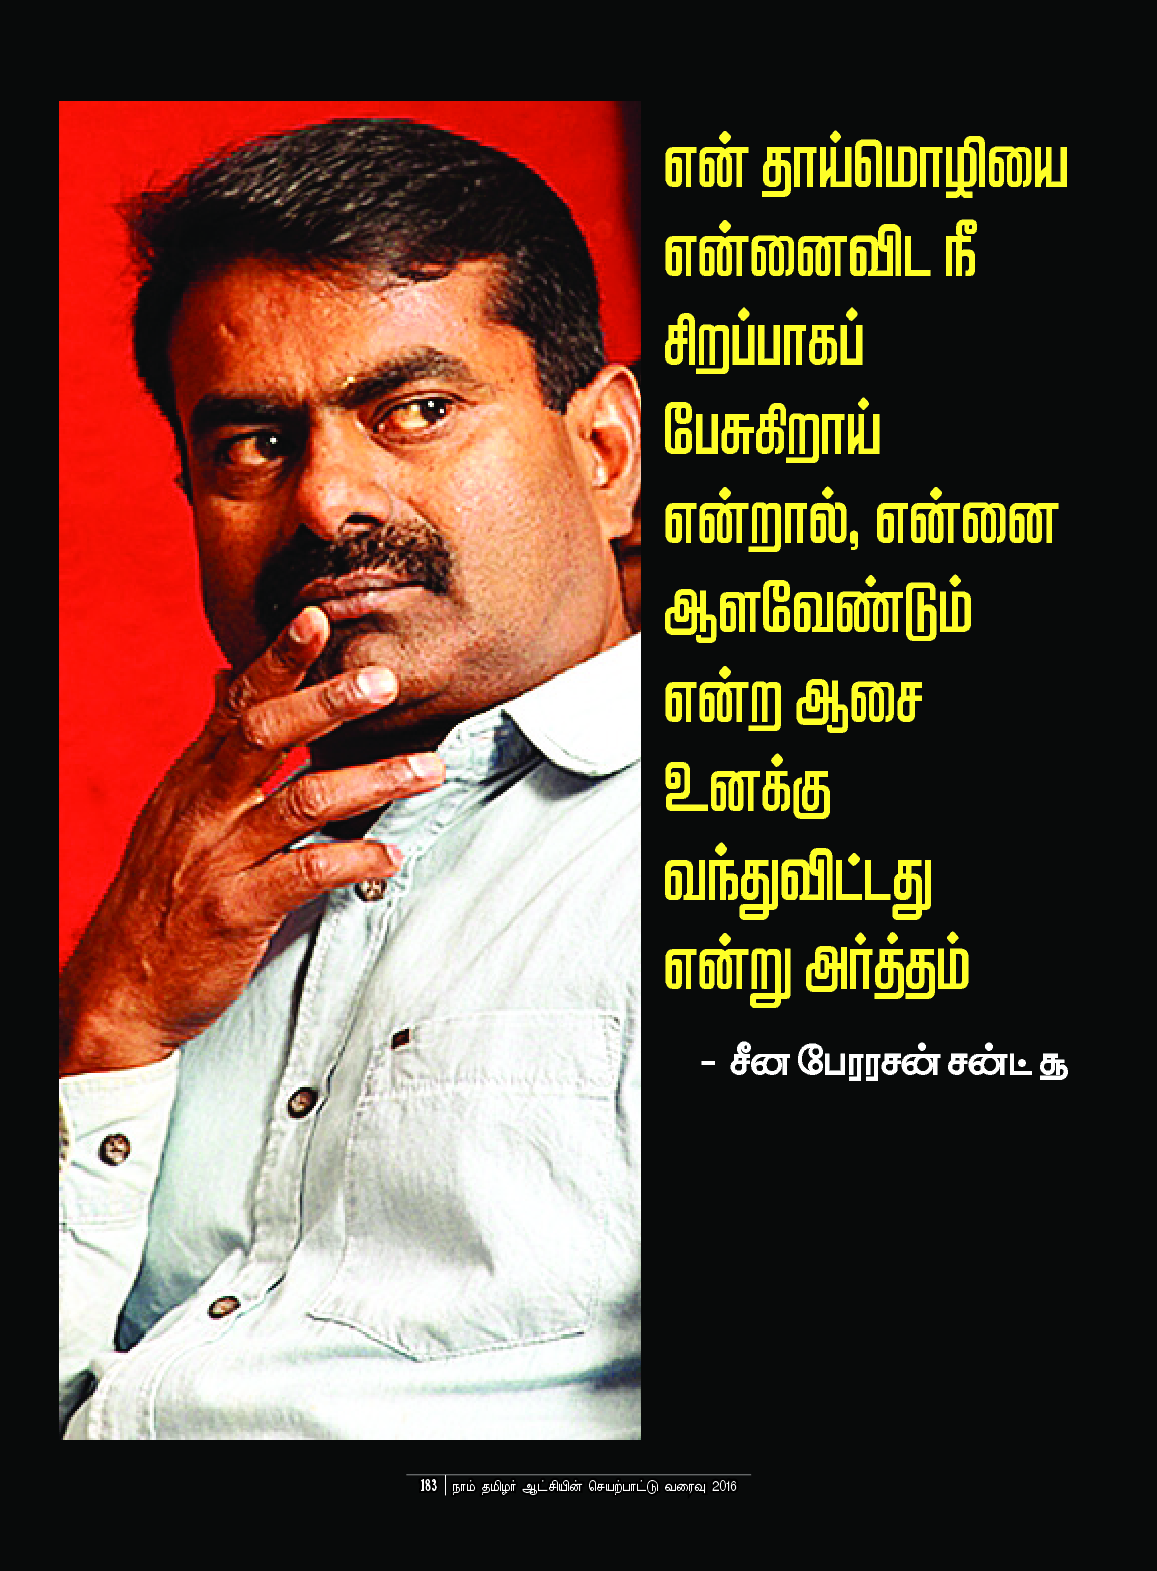 என் தாய்மொழியை
என்னைவிட நீ
சிறப்பாகப்
பேசுகிறாய்
என்றால், என்னை
ஆளவேண்டும்
என்ற ஆசை
உனக்கு
வந்துவிட்டது
என்று அர்த்தம்
- சீன பேரரசன் சன்ட் சூ
183 நாம் தமிழர் ஆட்சியின் செயற்பாட்டு வரைவு 2016